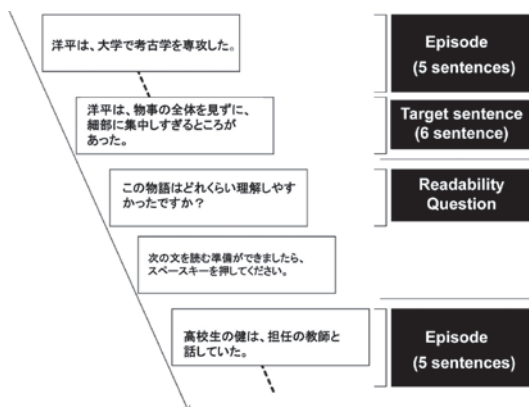 洋平は、大学で考古学を専攻した。
Episode
(5 sentences)
洋平は、物事の全体を見ずに、
細部に集中しすぎるところが
あった。
Target sentence
(6 sentence)
この物語はどれくらい理解しやす
かったですか？
Readability
Question
次の文を読む準備ができましたら、
スペースキーを押してください。
高校生の健は、担任の教師と
話していた。
Episode
(5 sentences)